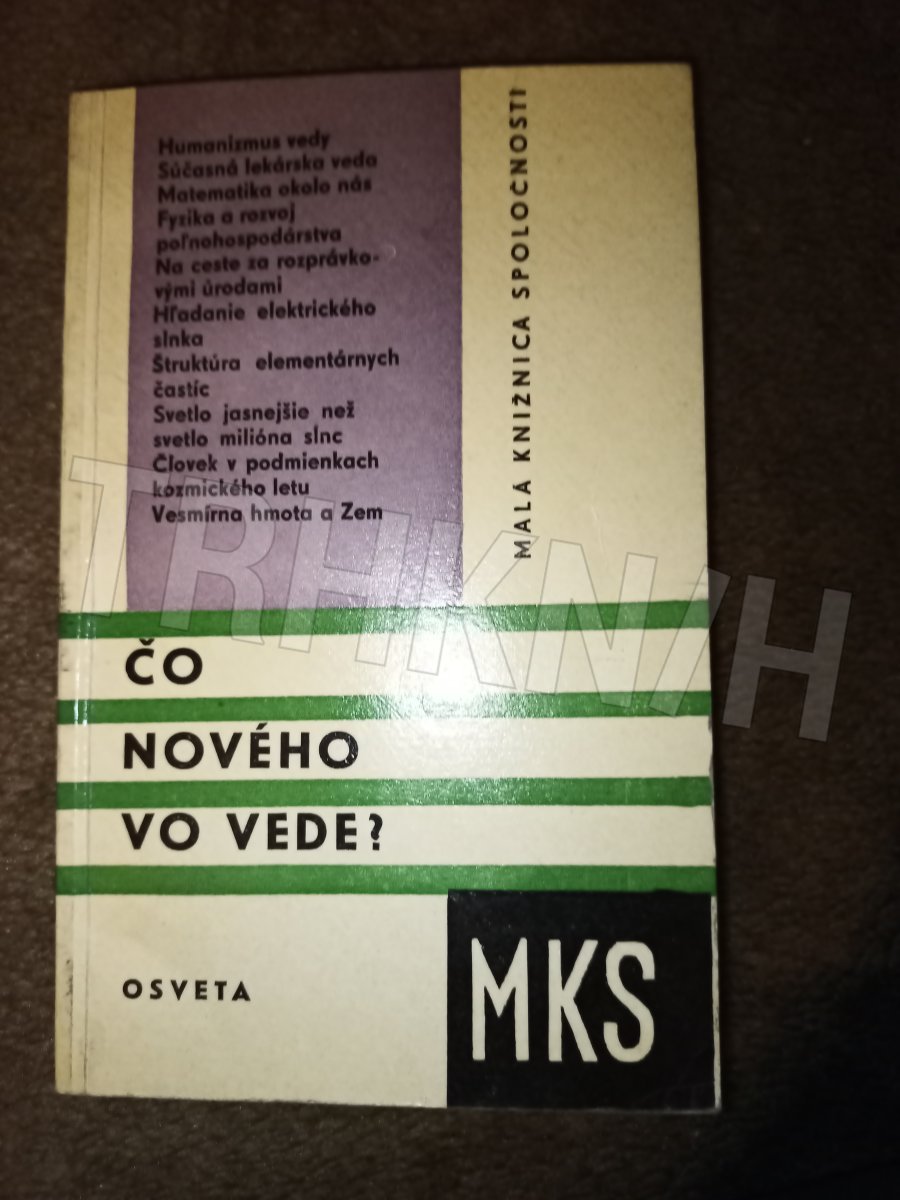 Humanizmus vedy
Súčasná lekárska veda
Matematika okolo nás
Fyzika a rozvoj
poľnohospodárstva
Na ceste za rozprávko-
vými úrodami
Hľadanie elektrického
slnka
Štruktúra elementárnych
častíc
Svetlo jasnejšie než
svetlo milióna sĺnc
Človek v podmienkach
kozmického letu
Vesmírna hmota a Zem
MALÁ KNIŽNICA SPOLOČNOSTI
TRHKNIH
ČO
NOVÉHO
VO VEDE?
OSVETA
MKS